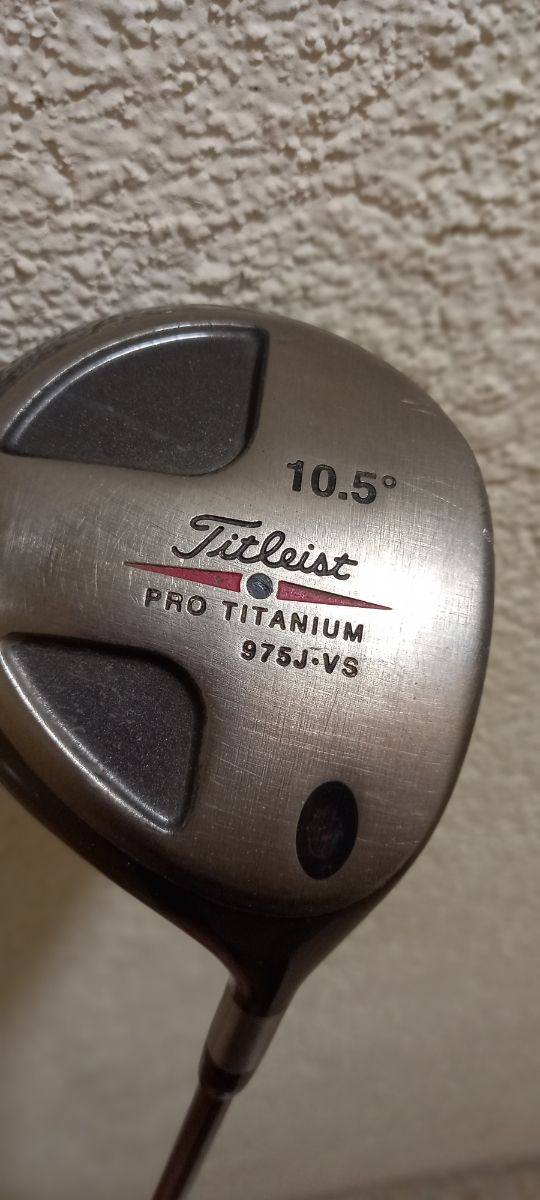 10.5°
Titleist
PRO TITANIUM
975J·VS